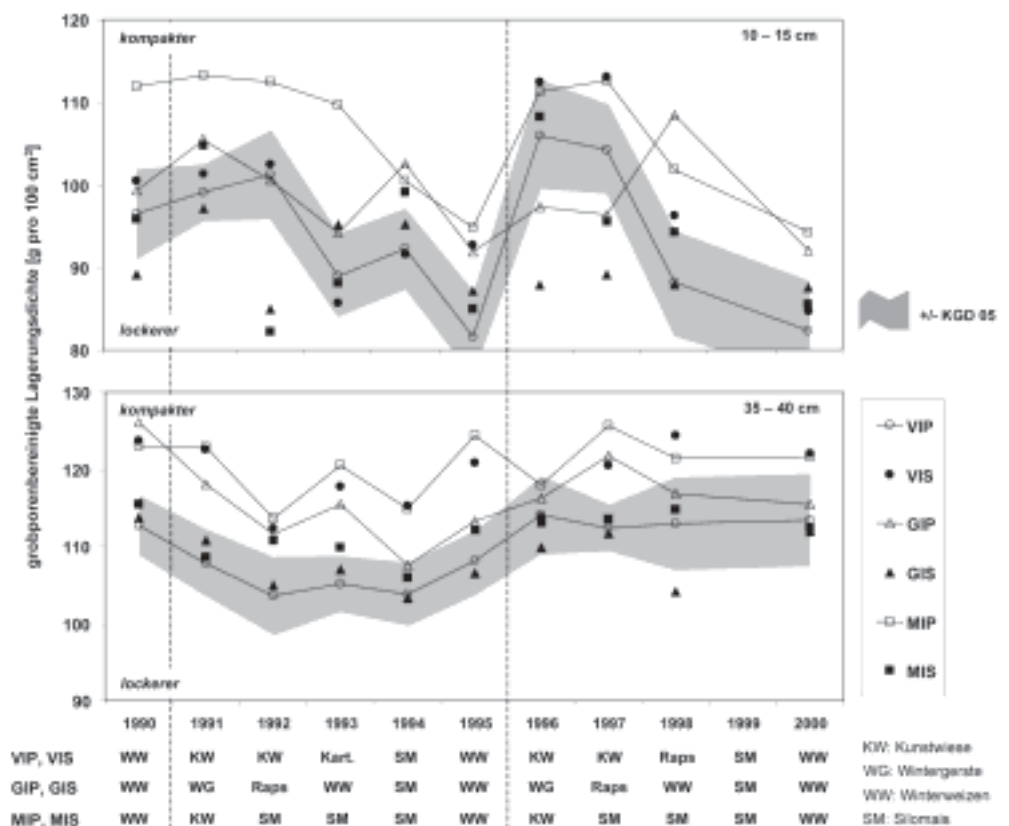 120
kompakter
10 – 15 cm
110
100
90
lockerer
80
grobporenbereinigte Lagerungsdichte [g pro 100 cm³]
+/- KGD 05
130
kompakter
35 – 40 cm
120
110
100
lockerer
90
VIP
VIS
GIP
GIS
MIP
MIS
1990 1991 1992 1993 1994 1995 1996 1997 1998 1999 2000
VIP, VIS WW KW KW Kart. SM WW KW KW Raps SM WW
GIP, GIS WW WG Raps WW SM WW WG Raps WW SM WW
MIP, MIS WW KW SM SM SM WW KW SM SM SM WW
KW: Kunstwiese
WG: Wintergerste
WW: Winterweizen
SM: Silomais